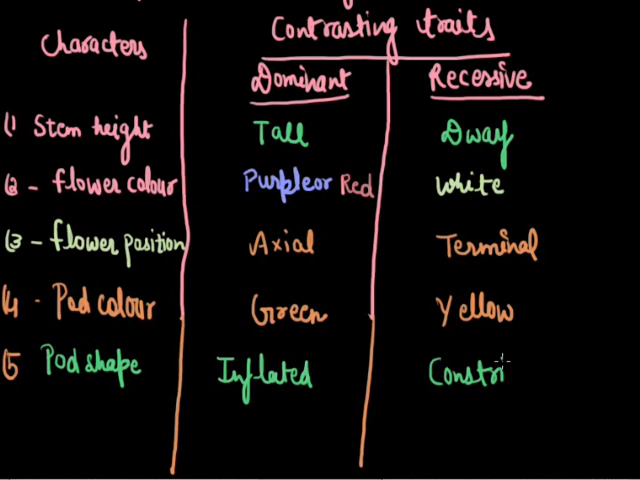 Characters
Contrasting traits
Dominant Recessive
(1 Stem height Tall Dwarf
(2 - flower colour Purple or Red white
(3 - flower position Axial Terminal
(4 - Pod colour Green Yellow
(5 Pod shape Inflated Constri